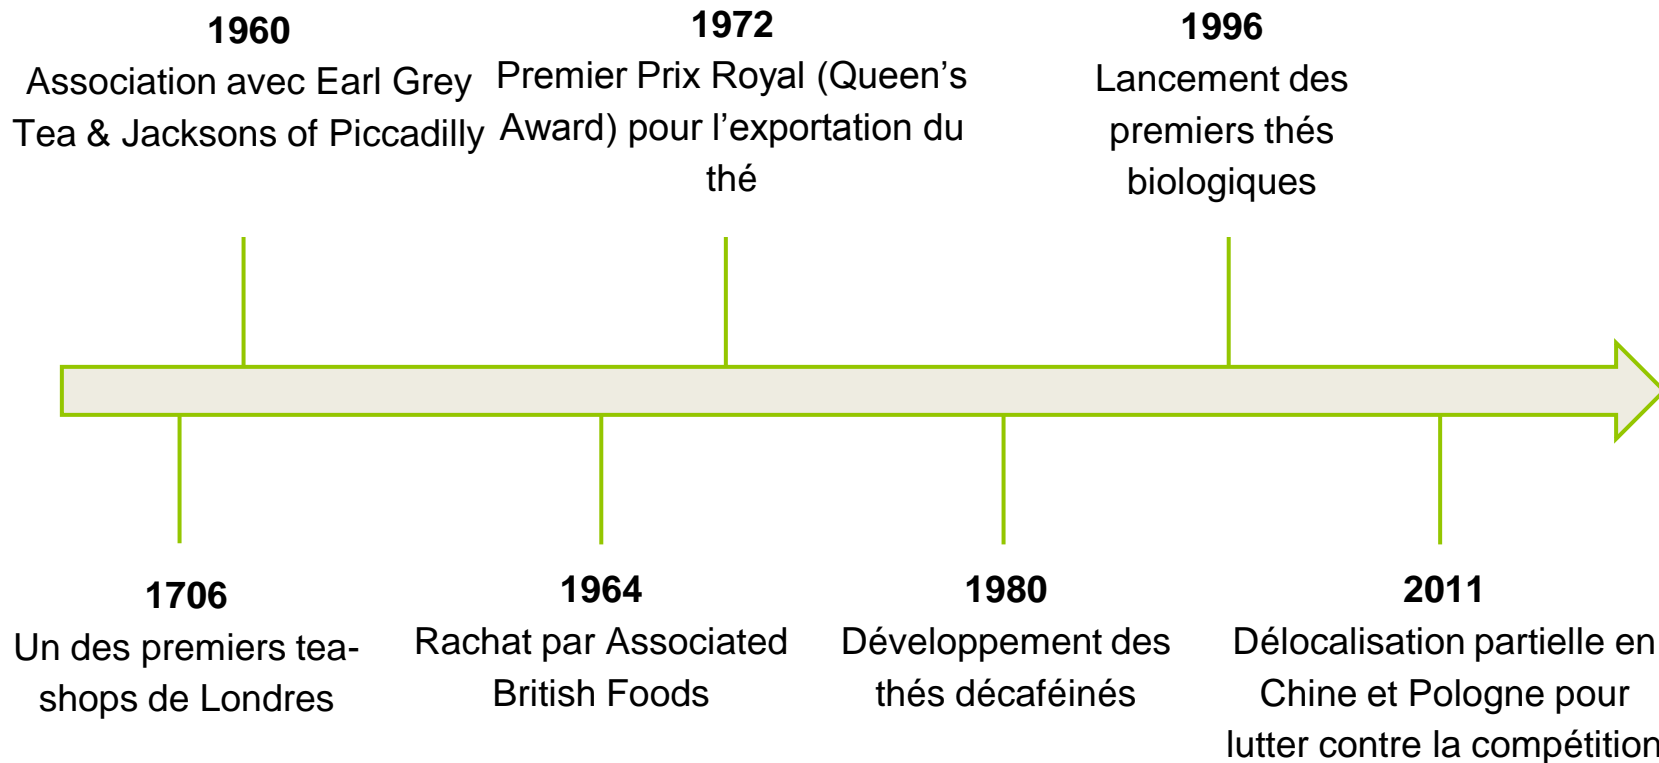 1960
Association avec Earl Grey
Tea & Jacksons of Piccadilly
1972
Premier Prix Royal (Queen’s
Award) pour l’exportation du
thé
1996
Lancement des
premiers thés
biologiques
1706
Un des premiers tea-
shops de Londres
1964
Rachat par Associated
British Foods
1980
Développement des
thés décaféinés
2011
Délocalisation partielle en
Chine et Pologne pour
lutter contre la compétition